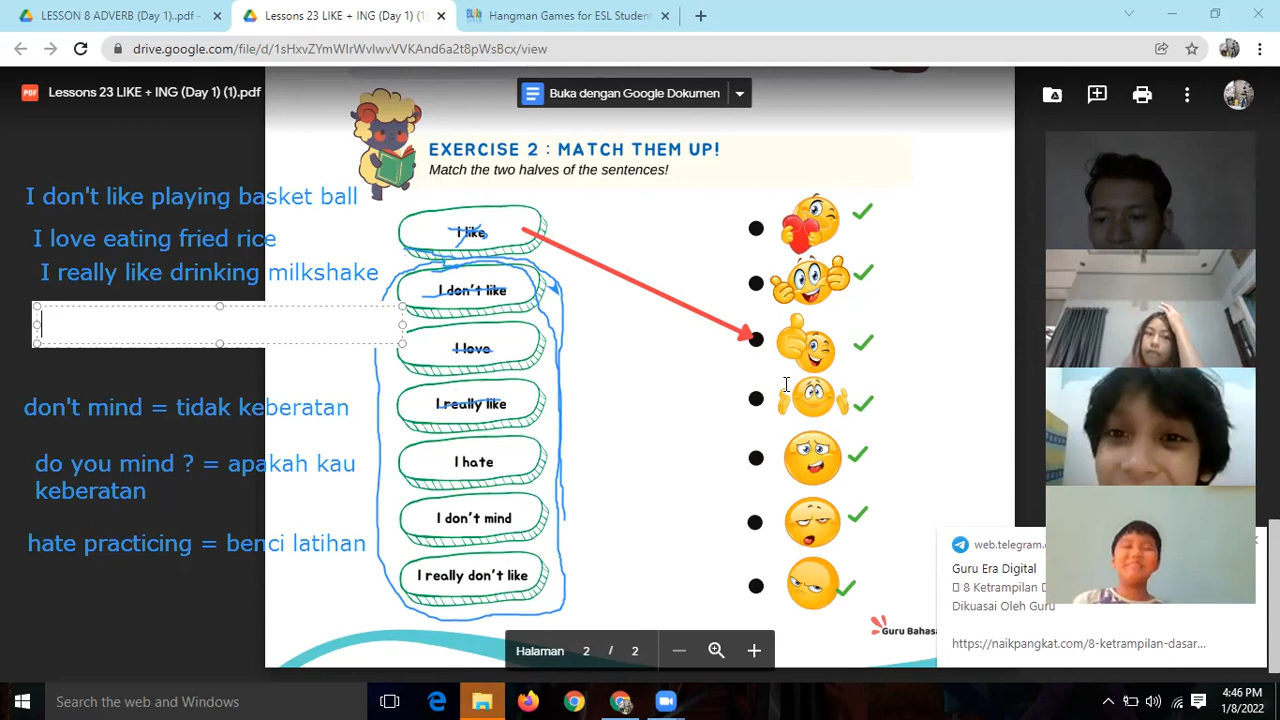 LESSON 8 ADVERB (Day 1)..pdf -
Lessons 23 LIKE + ING (Day 1) (1)
Hangman Games for ESL Student
drive.google.com/file/d/1sHxvZYmWIrWvIwvVVKAnd6a2t8pWsBcx/view
PDF
Lessons 23 LIKE + ING (Day 1) (1).pdf
Buka dengan Google Dokumen
EXERCISE 2 : MATCH THEM UP!
Match the two halves of the sentences!
I don't like playing basket ball
I love eating fried rice
I really like drinking milkshake
don't mind = tidak keberatan
do you mind ? = apakah kau
keberatan
hate practicing = benci latihan
I like
I don't like
I love
I really like
I hate
I don't mind
I really don't like
Guru Bahasa
Halaman 2 / 2
web.telegram.
Guru Era Digital
8 Ketrampilan D
Dikuasai Oleh Guru
https://naikpangkat.com/8-ketrampilan-dasar...
Search the web and Windows
4:46 PM
1/8/2022